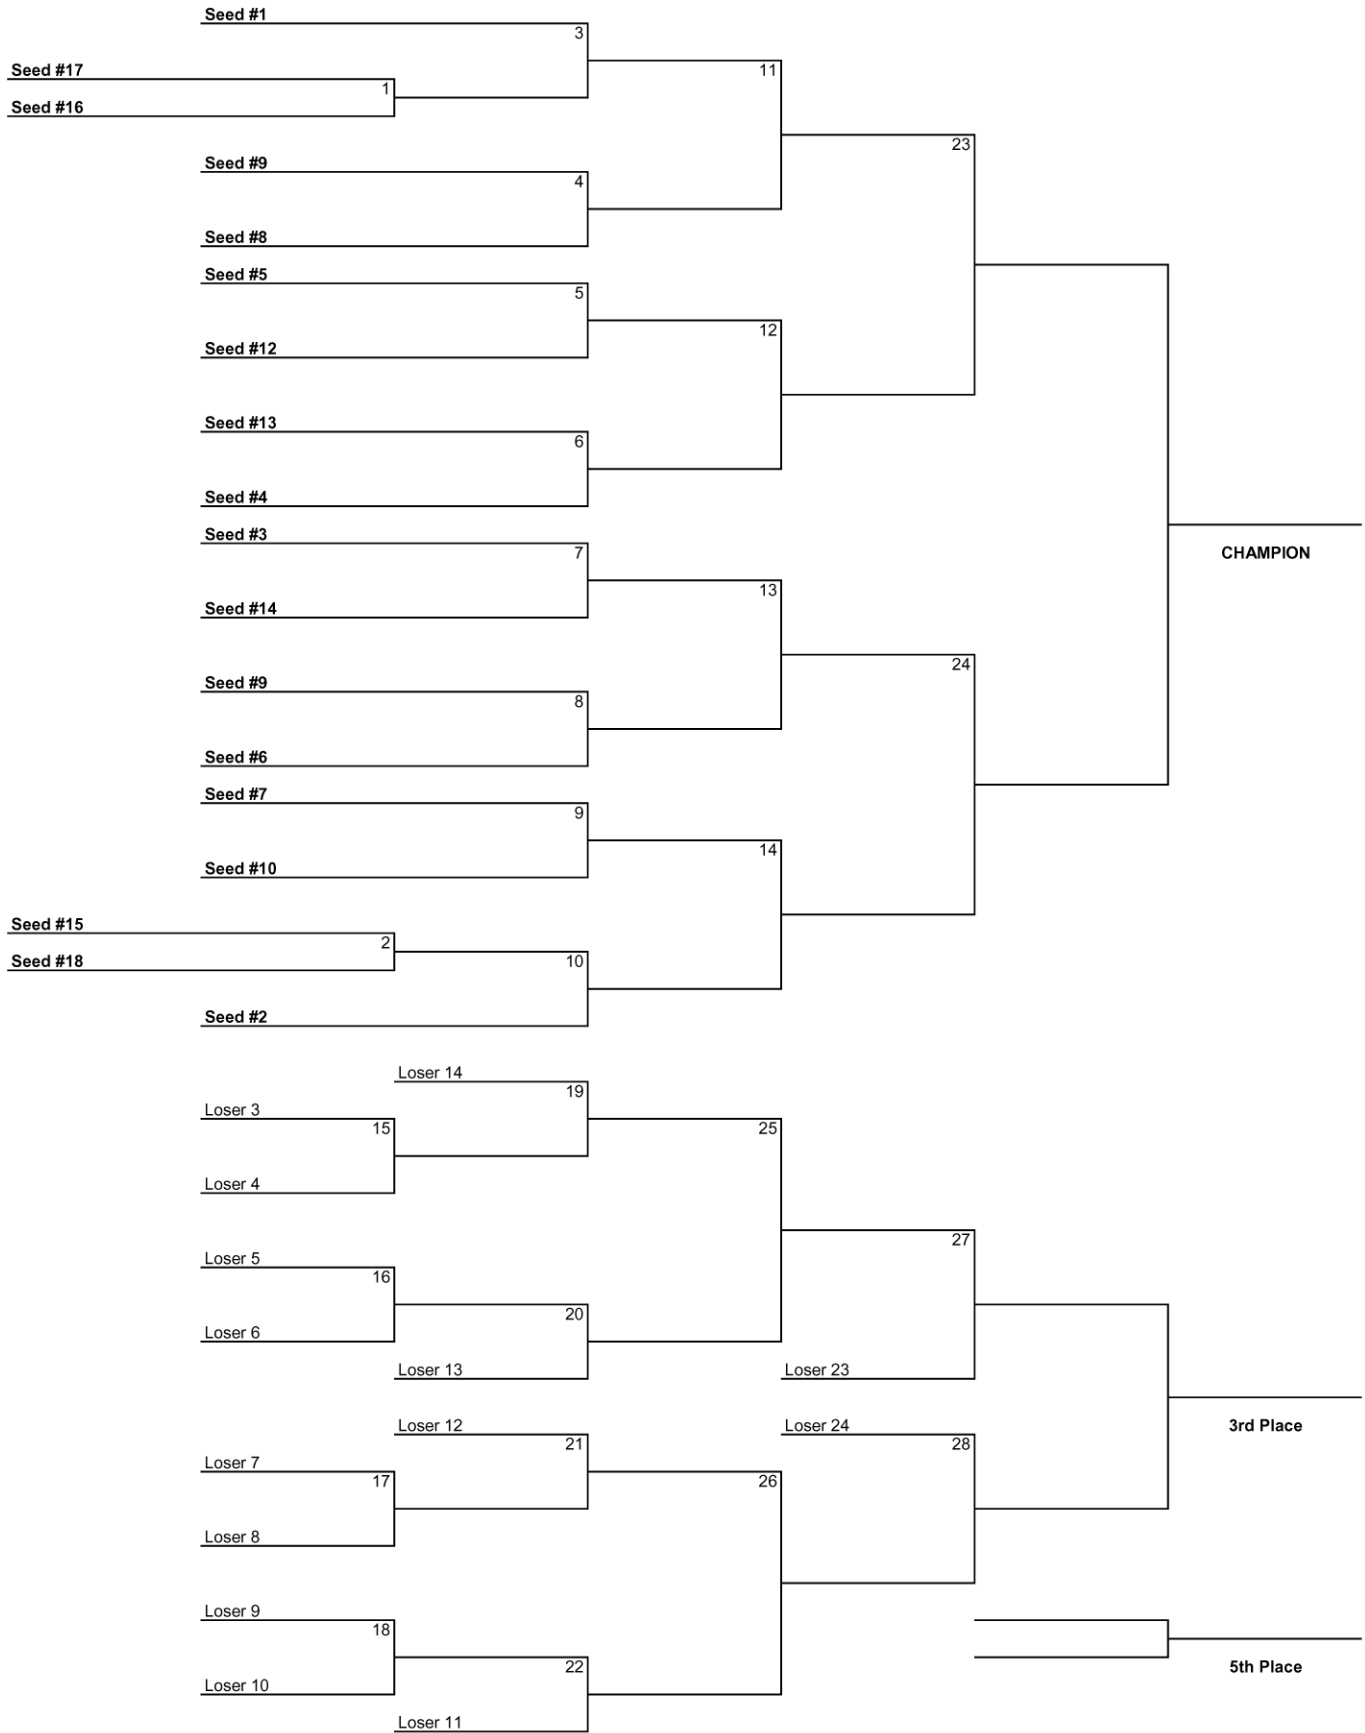 Seed #1
3
Seed #17
11
1
Seed #16
23
Seed #9
4
Seed #8
Seed #5
5
12
Seed #12
Seed #13
6
Seed #4
Seed #3
7
CHAMPION
13
Seed #14
24
Seed #9
8
Seed #6
Seed #7
9
14
Seed #10
Seed #15
2
Seed #18
10
Seed #2
Loser 14
19
Loser 3
15
25
Loser 4
27
Loser 5
16
20
Loser 6
Loser 13
Loser 23
Loser 12
Loser 24
3rd Place
21
28
Loser 7
17
26
Loser 8
Loser 9
18
22
5th Place
Loser 10
Loser 11